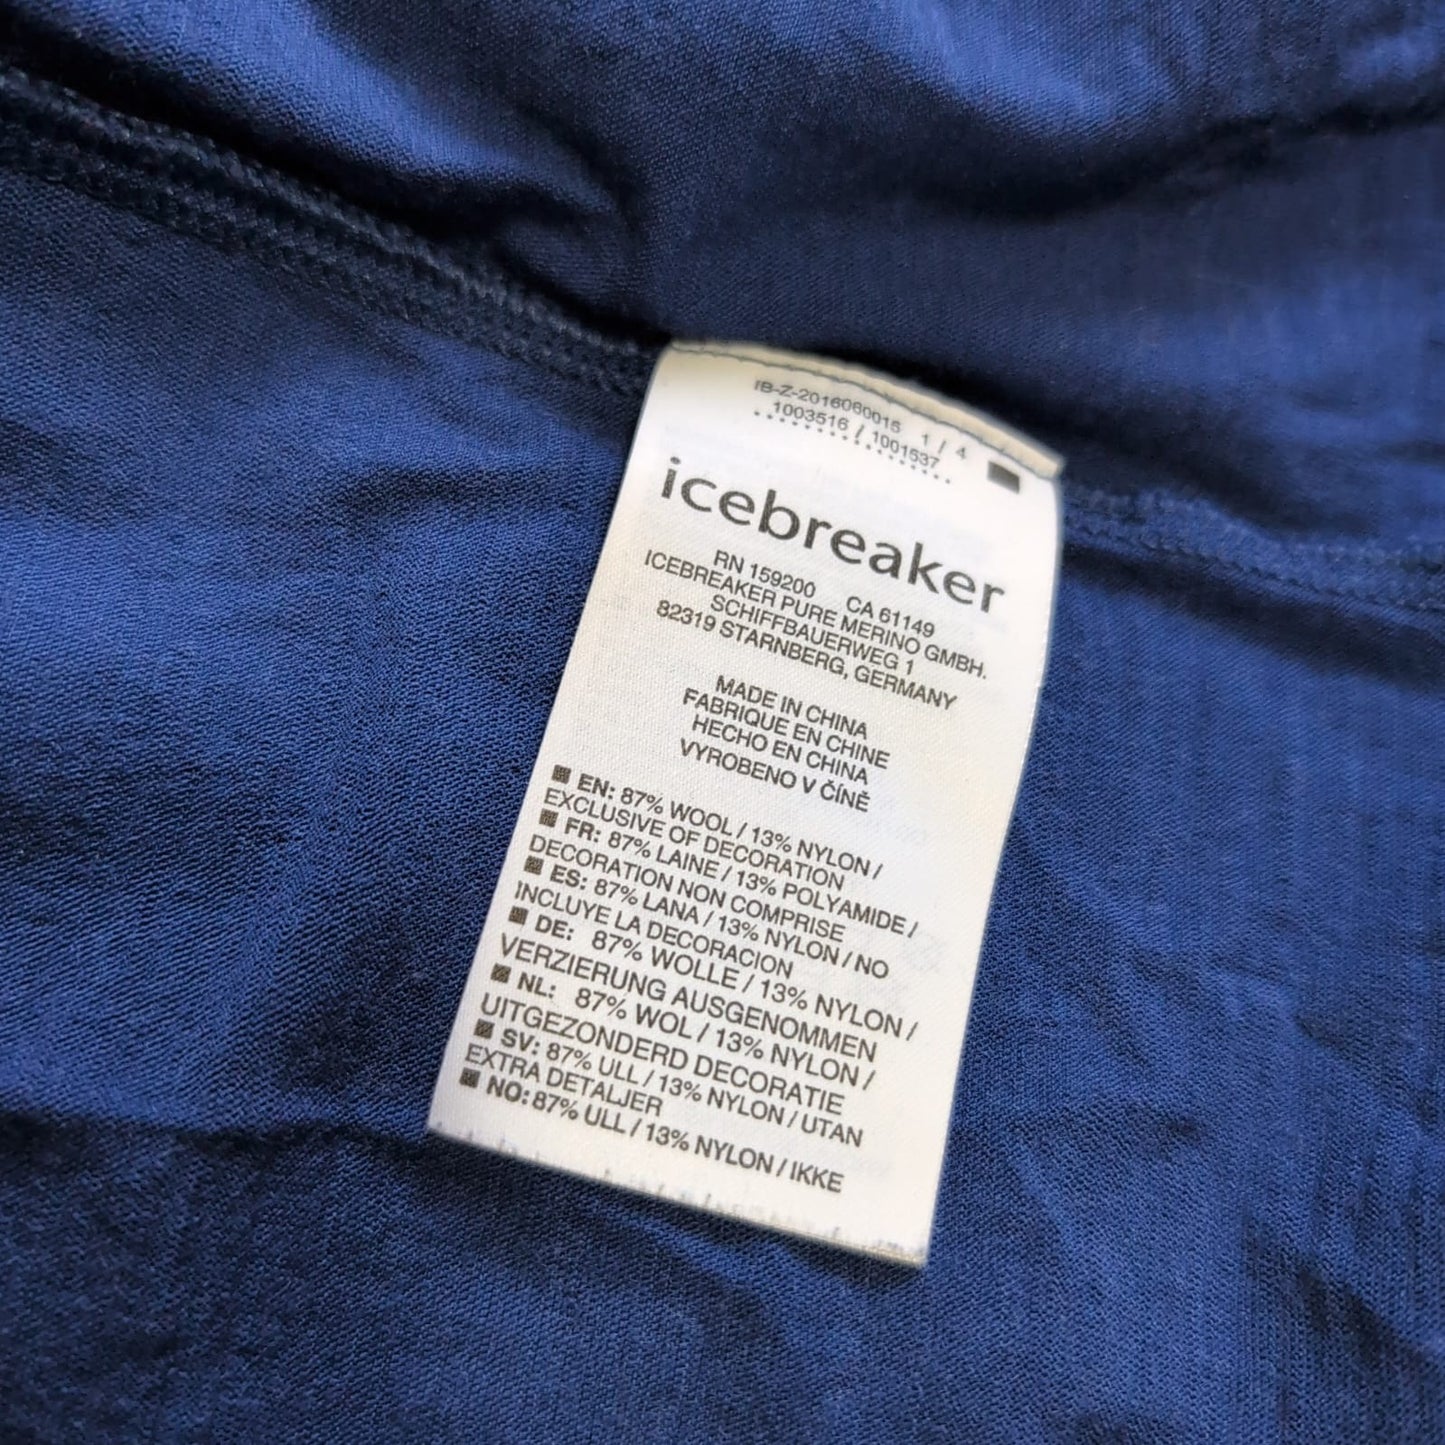 IB-Z-2016060015 1 / 4
1003516 / 1001537
icebreaker
RN 159200 CA 61149
ICEBREAKER PURE MERINO GMBH.
SCHIFFBAUERWEG 1
82319 STARNBERG, GERMANY
MADE IN CHINA
FABRIQUE EN CHINE
HECHO EN CHINA
VYROBENO V ČÍNĚ
EN: 87% WOOL / 13% NYLON /
EXCLUSIVE OF DECORATION
FR: 87% LAINE / 13% POLYAMIDE /
DECORATION NON COMPRISE
ES: 87% LANA / 13% NYLON / NO
INCLUYE LA DECORACION
DE: 87% WOLLE / 13% NYLON /
VERZIERUNG AUSGENOMMEN
NL: 87% WOL / 13% NYLON /
UITGEZONDERD DECORATIE
SV: 87% ULL / 13% NYLON / UTAN
EXTRA DETALJER
NO: 87% ULL / 13% NYLON / IKKE